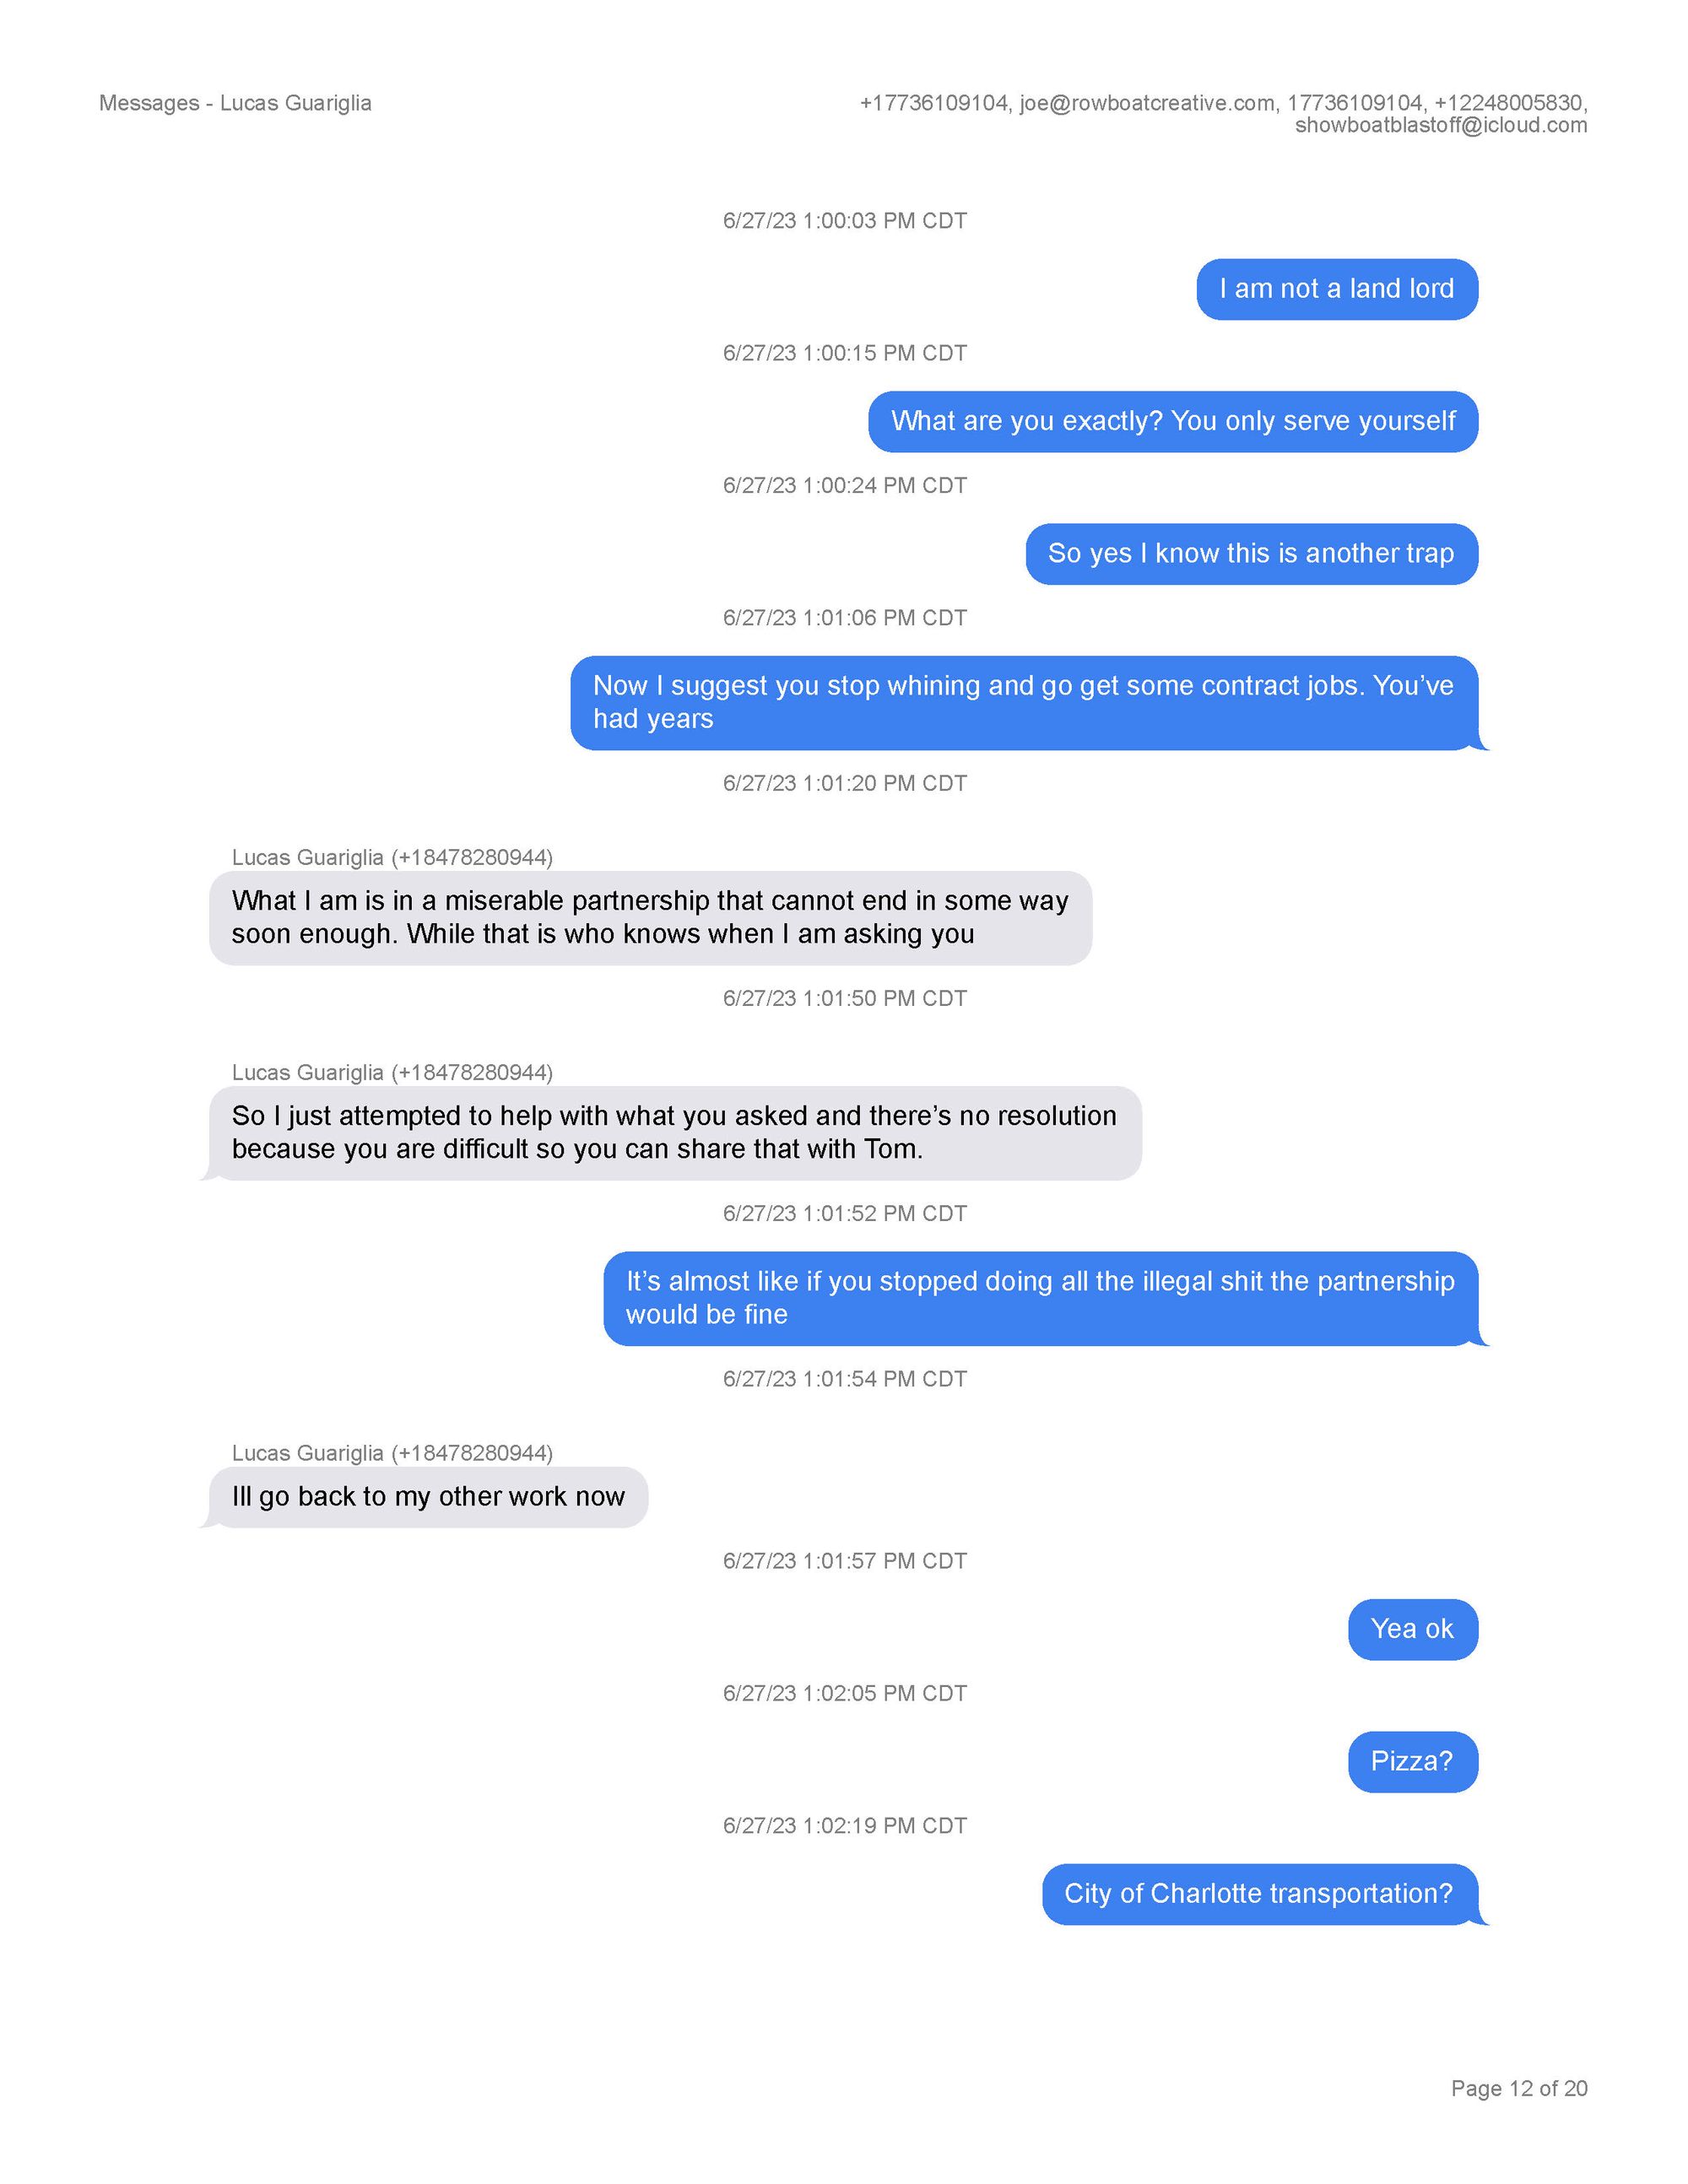 Messages - Lucas Guariglia
+17736109104, joe@rowboatcreative.com, 17736109104, +12248005830,
showboatblastoff@icloud.com
6/27/23 1:00:03 PM CDT
I am not a land lord
6/27/23 1:00:15 PM CDT
What are you exactly? You only serve yourself
6/27/23 1:00:24 PM CDT
So yes I know this is another trap
6/27/23 1:01:06 PM CDT
Now I suggest you stop whining and go get some contract jobs. You’ve
had years
6/27/23 1:01:20 PM CDT
Lucas Guariglia (+18478280944)
What I am is in a miserable partnership that cannot end in some way
soon enough. While that is who knows when I am asking you
6/27/23 1:01:50 PM CDT
Lucas Guariglia (+18478280944)
So I just attempted to help with what you asked and there’s no resolution
because you are difficult so you can share that with Tom.
6/27/23 1:01:52 PM CDT
It’s almost like if you stopped doing all the illegal shit the partnership
would be fine
6/27/23 1:01:54 PM CDT
Lucas Guariglia (+18478280944)
Ill go back to my other work now
6/27/23 1:01:57 PM CDT
Yea ok
6/27/23 1:02:05 PM CDT
Pizza?
6/27/23 1:02:19 PM CDT
City of Charlotte transportation?
Page 12 of 20